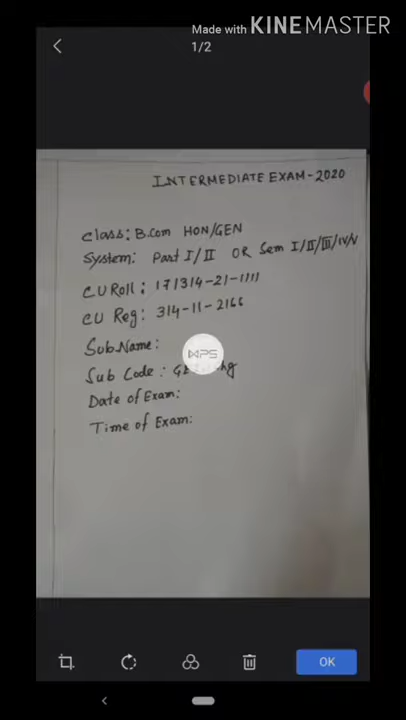 Made with KINEMASTER
1/2
INTERMEDIATE EXAM-2020
Class: B.Com HON/GEN
System: Part I/II OR Sem I/II/III/IV/V
CU Roll: 171314-21-1111
CU Reg: 314-11-2166
Sub Name:
WPS
Sub Code:
Date of Exam:
Time of Exam:
OK